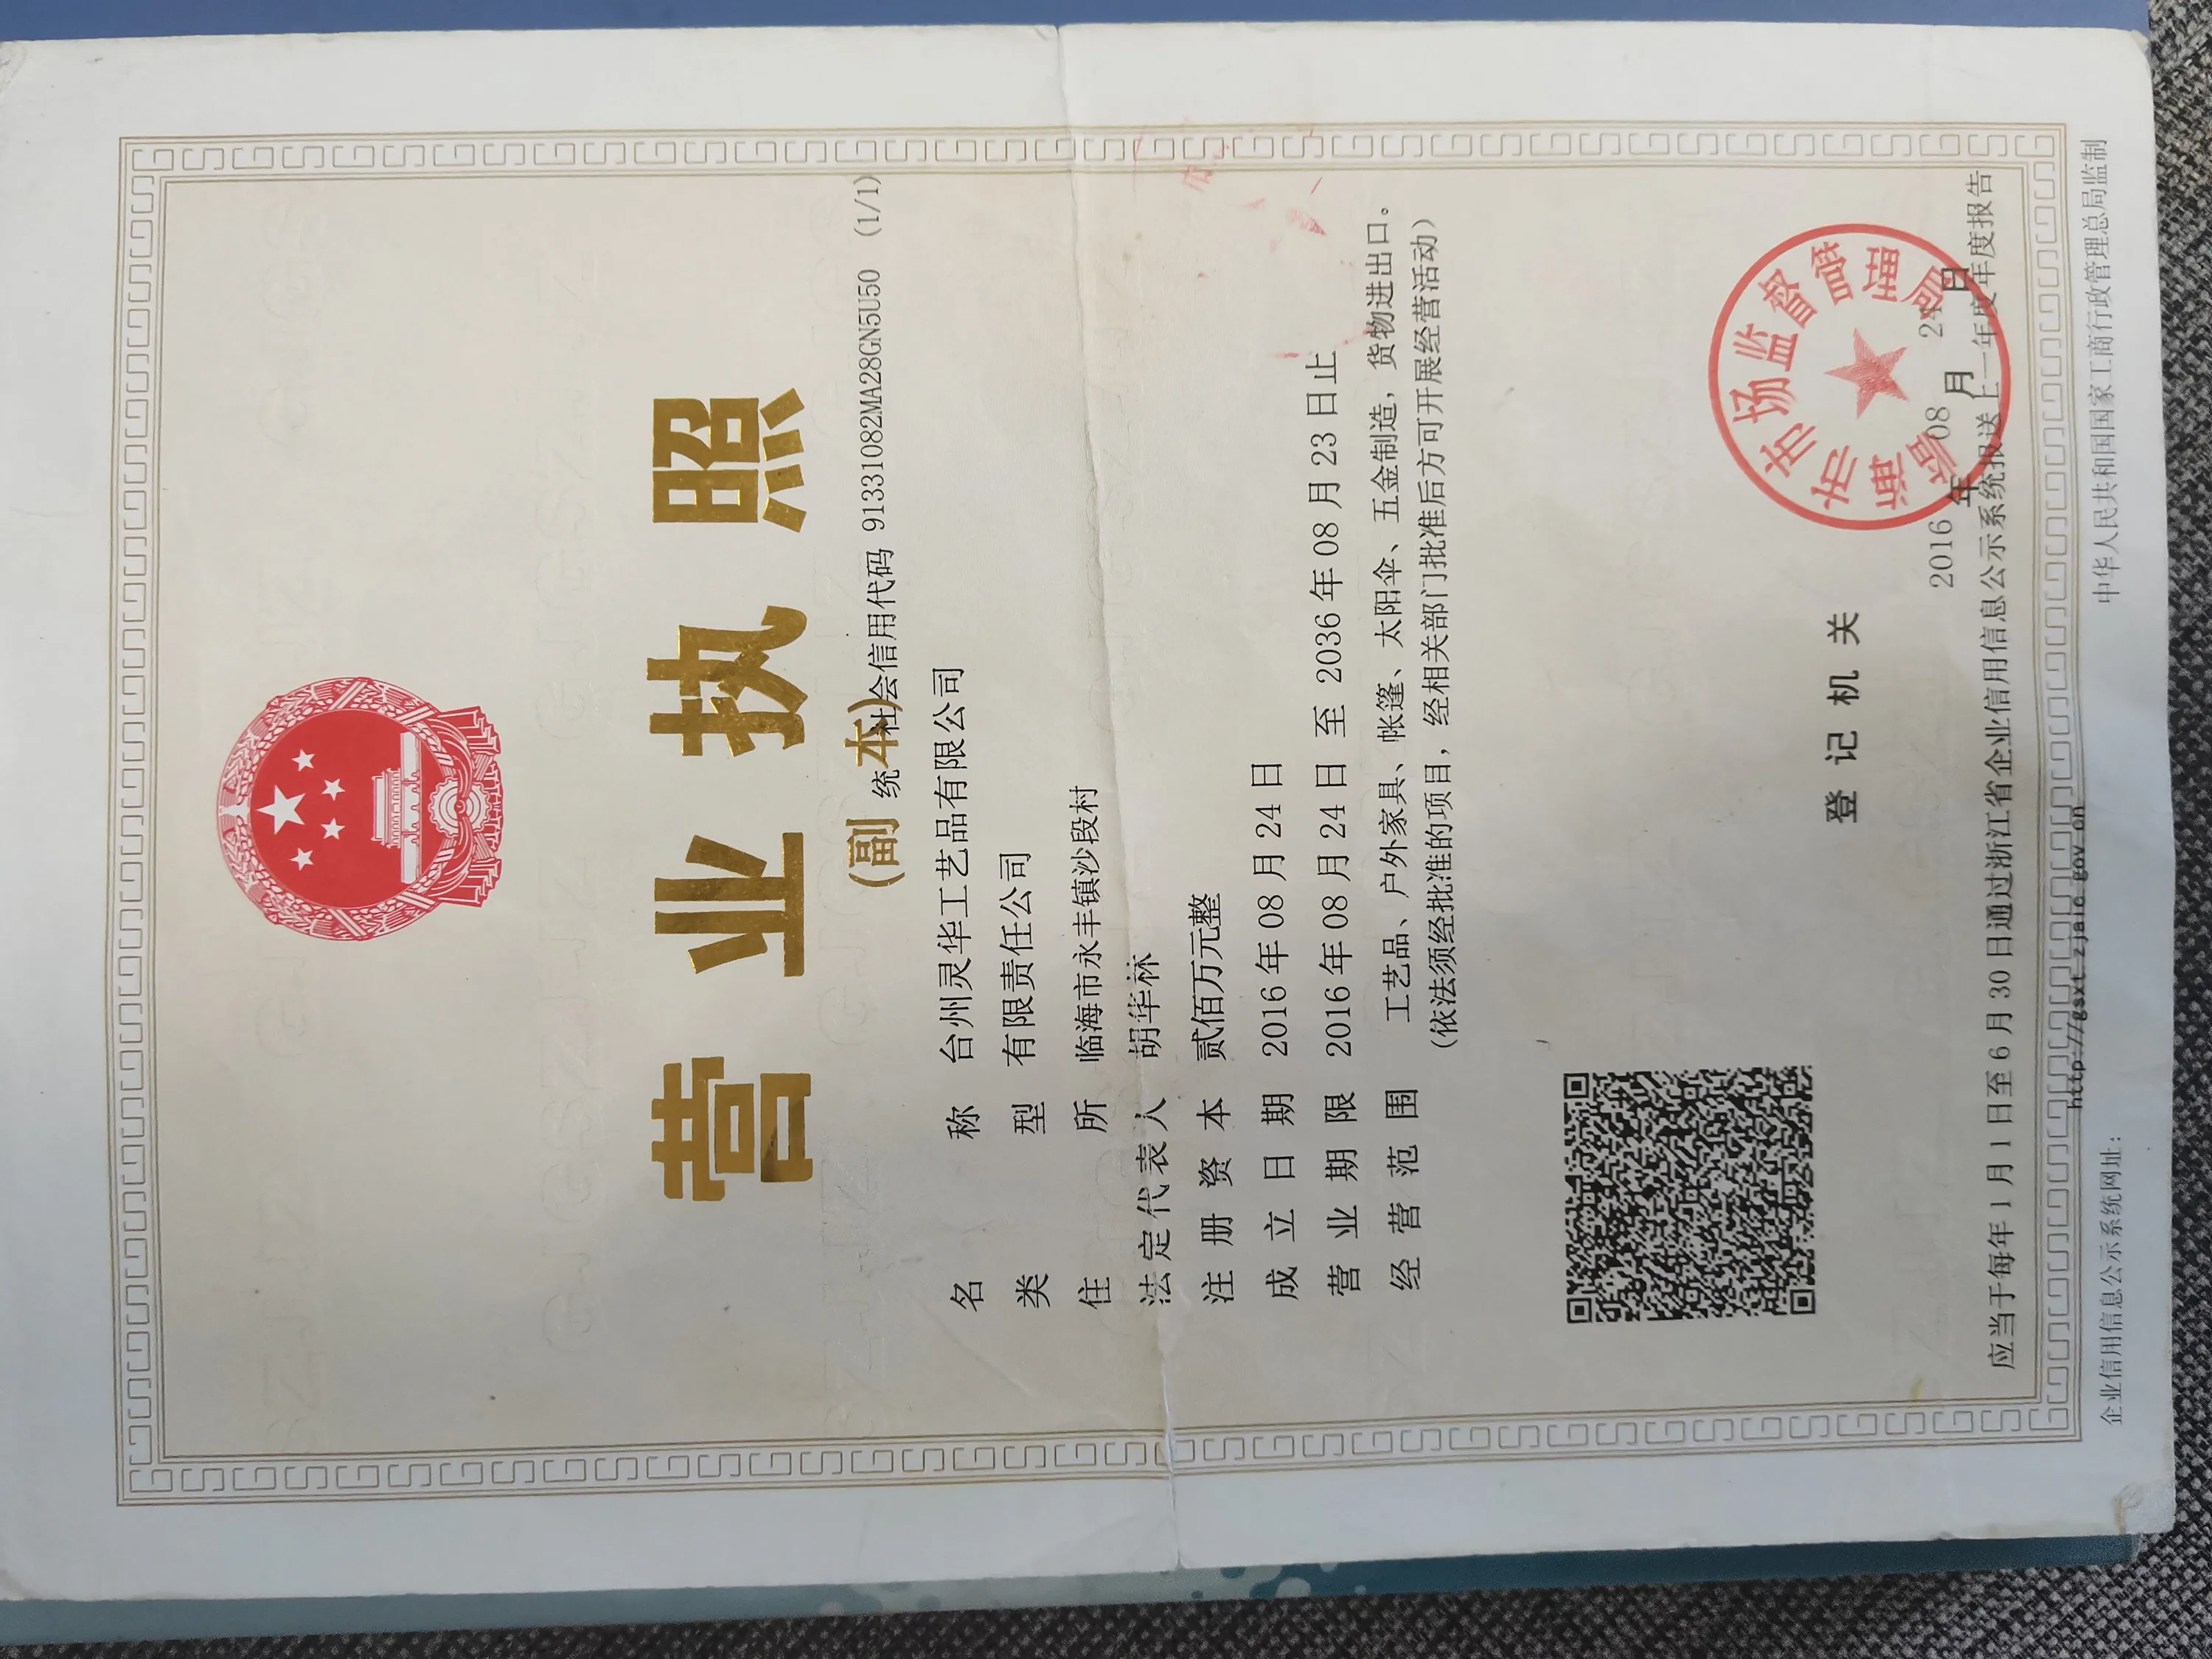 营业执照
(副本)
统一社会信用代码 91331082MA28GN5U50 (1/1)
名称 台州灵华工艺品有限公司
类型 有限责任公司
住所 临海市永丰镇沙段村
法定代表人 胡华林
注册资本 贰佰万元整
成立日期 2016年08月24日
营业期限 2016年08月24日至2036年08月23日止
经营范围 工艺品、户外家具、帐篷、太阳伞、五金制造，货物进出口。
(依法须经批准的项目，经相关部门批准后方可开展经营活动)
登记机关
临海市市场监督管理局
2016年08月24日
应当于每年1月1日至6月30日通过浙江省企业信用信息公示系统报送上一年度年度报告
企业信用信息公示系统网址：
http://gsxt.zjaic.gov.cn
中华人民共和国国家工商行政管理总局监制